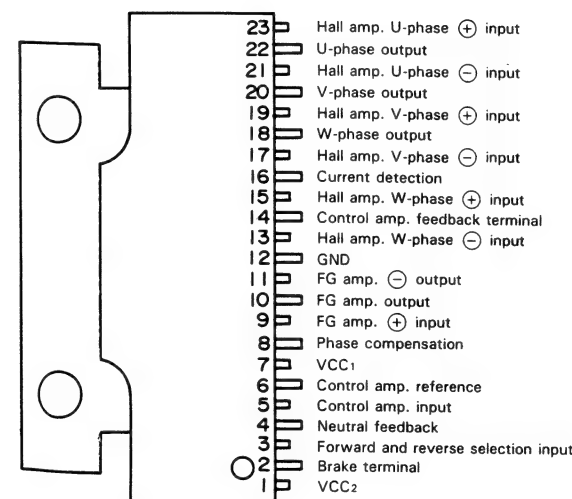 23 Hall amp. U-phase ⊕ input
22 U-phase output
21 Hall amp. U-phase ⊖ input
20 V-phase output
19 Hall amp. V-phase ⊕ input
18 W-phase output
17 Hall amp. V-phase ⊖ input
16 Current detection
15 Hall amp. W-phase ⊕ input
14 Control amp. feedback terminal
13 Hall amp. W-phase ⊖ input
12 GND
11 FG amp. ⊖ output
10 FG amp. output
9 FG amp. ⊕ input
8 Phase compensation
7 VCC1
6 Control amp. reference
5 Control amp. input
4 Neutral feedback
3 Forward and reverse selection input
2 Brake terminal
1 VCC2